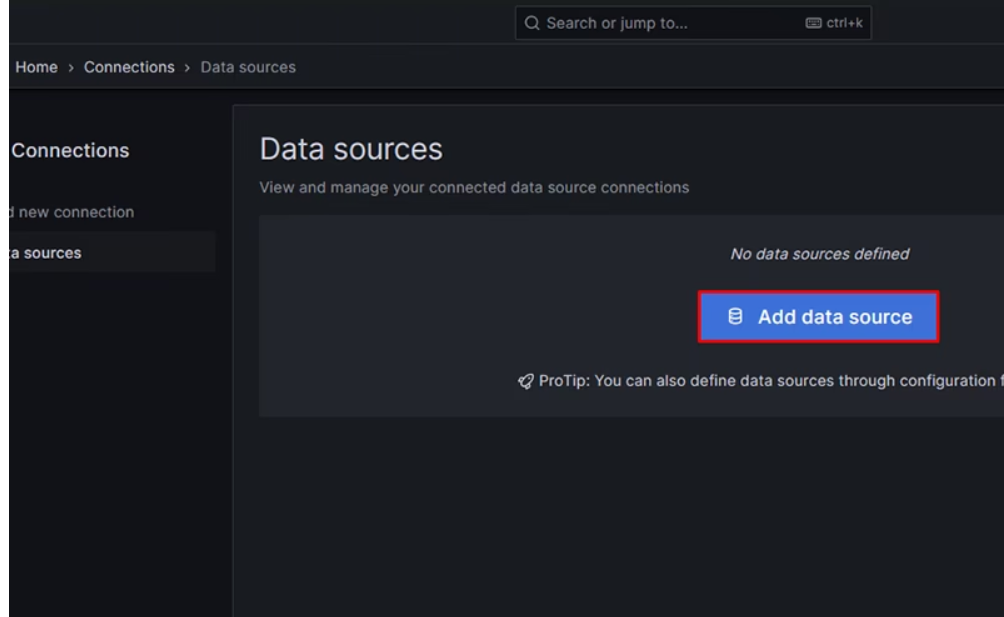 Search or jump to... ctrl+k
Home > Connections > Data sources
Connections
new connection
sources
Data sources
View and manage your connected data source connections
No data sources defined
Add data source
ProTip: You can also define data sources through configuration